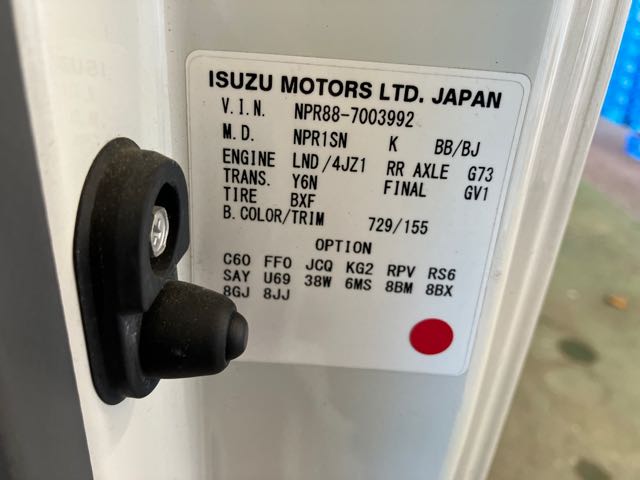 ISUZU MOTORS LTD. JAPAN
V.I.N. NPR88-7003992
M.D. NPR1SN K BB/BJ
ENGINE LND/4JZ1 RR AXLE G73
TRANS. Y6N FINAL GV1
TIRE BXF
B.COLOR/TRIM 729/155
OPTION
C60 FF0 JCQ KG2 RPV RS6
SAY U69 38W 6MS 8BM 8BX
8GJ 8JJ